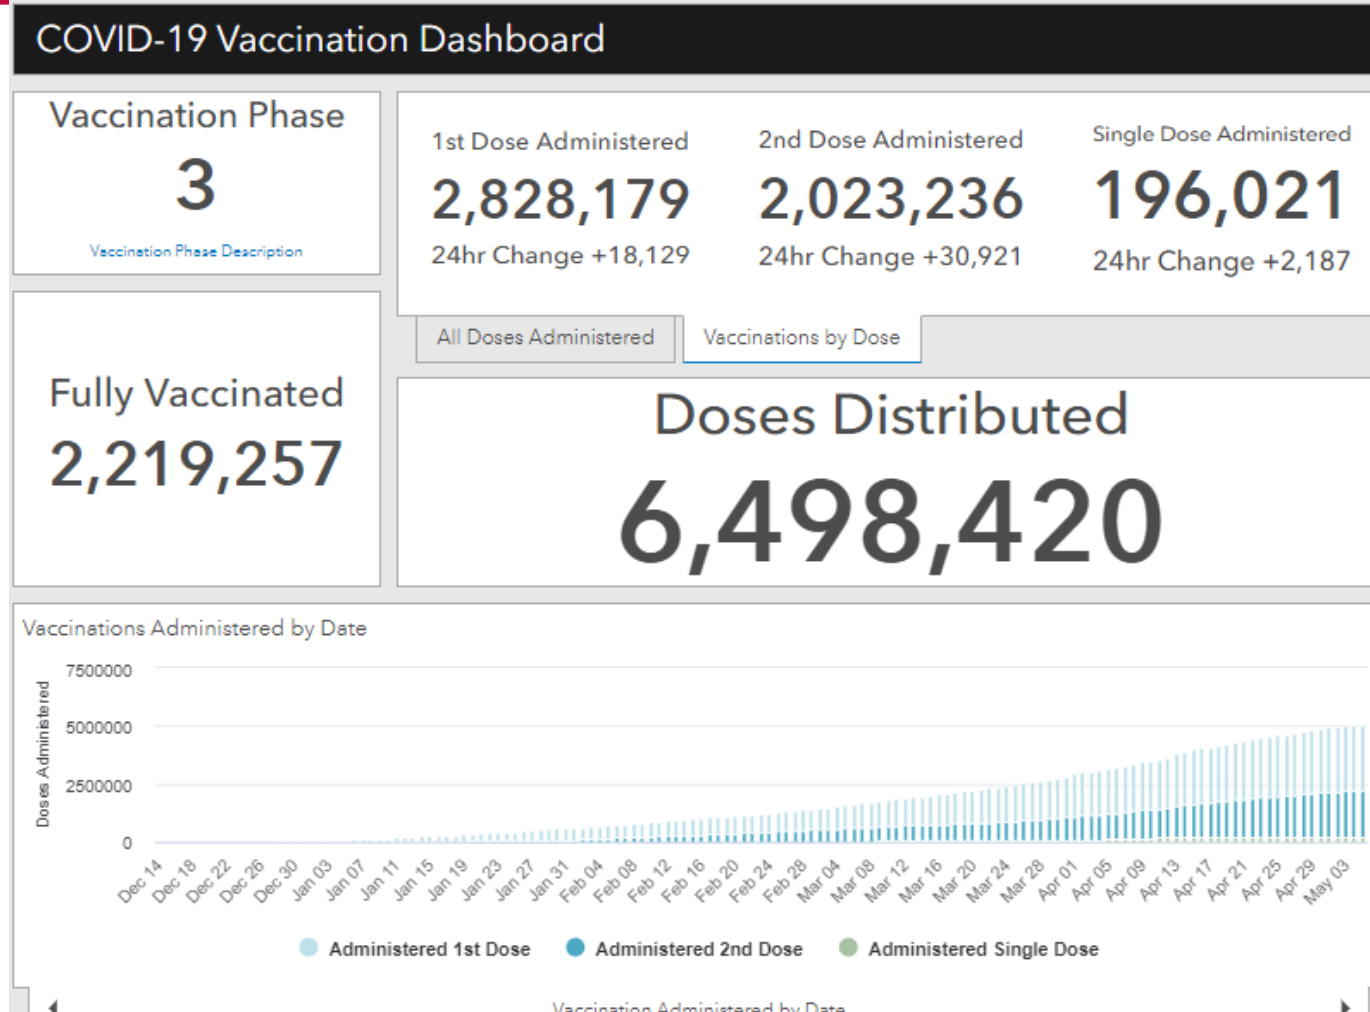 COVID-19 Vaccination Dashboard
Vaccination Phase
3
Vaccination Phase Description
1st Dose Administered
2,828,179
24hr Change +18,129
2nd Dose Administered
2,023,236
24hr Change +30,921
Single Dose Administered
196,021
24hr Change +2,187
All Doses Administered
Vaccinations by Dose
Fully Vaccinated
2,219,257
Doses Distributed
6,498,420
Vaccinations Administered by Date
Doses Administered
7500000
5000000
2500000
0
Dec 14
Dec 18
Dec 22
Dec 26
Dec 30
Jan 03
Jan 07
Jan 11
Jan 15
Jan 19
Jan 23
Jan 27
Jan 31
Feb 04
Feb 08
Feb 12
Feb 16
Feb 20
Feb 24
Feb 28
Mar 04
Mar 08
Mar 12
Mar 16
Mar 20
Mar 24
Mar 28
Apr 01
Apr 05
Apr 09
Apr 13
Apr 17
Apr 21
Apr 25
Apr 29
May 03
Administered 1st Dose
Administered 2nd Dose
Administered Single Dose
Vaccination Administered by Date